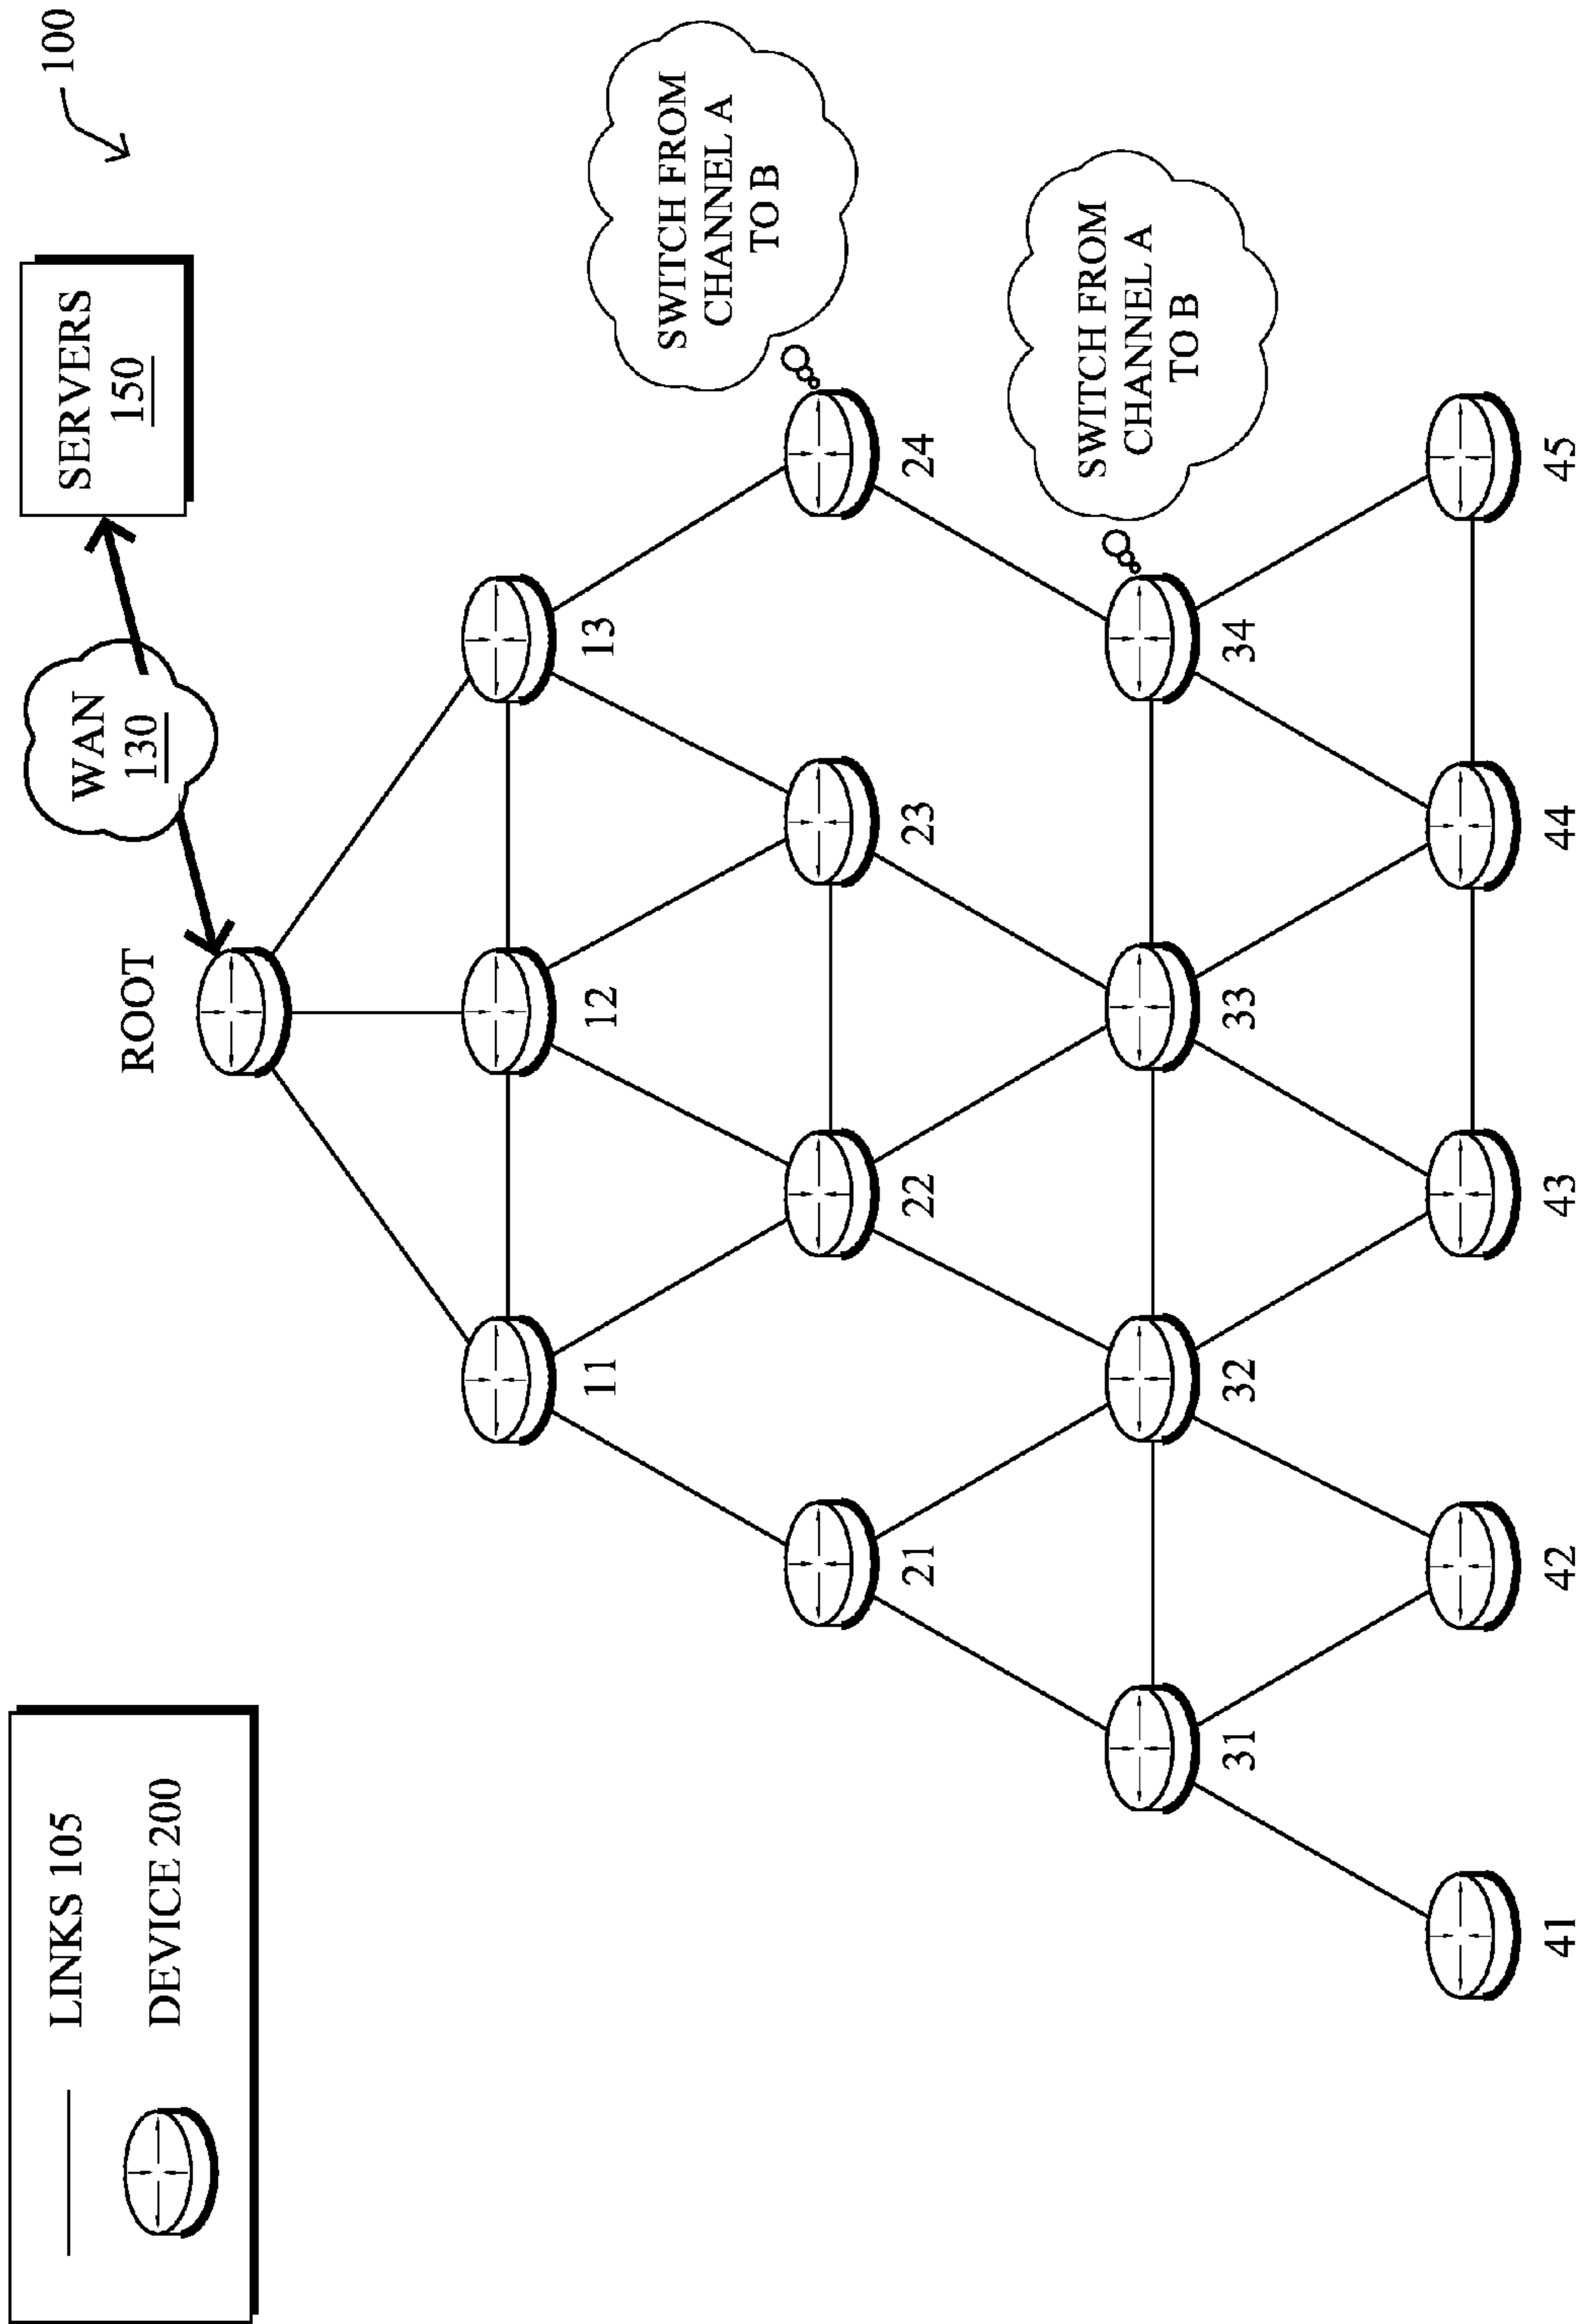 LINKS 105
DEVICE 200
100
WAN
130
SERVERS
150
ROOT
11
12
13
SWITCH FROM
CHANNEL A
TO B
21
22
23
24
SWITCH FROM
CHANNEL A
TO B
31
32
33
34
41
42
43
44
45